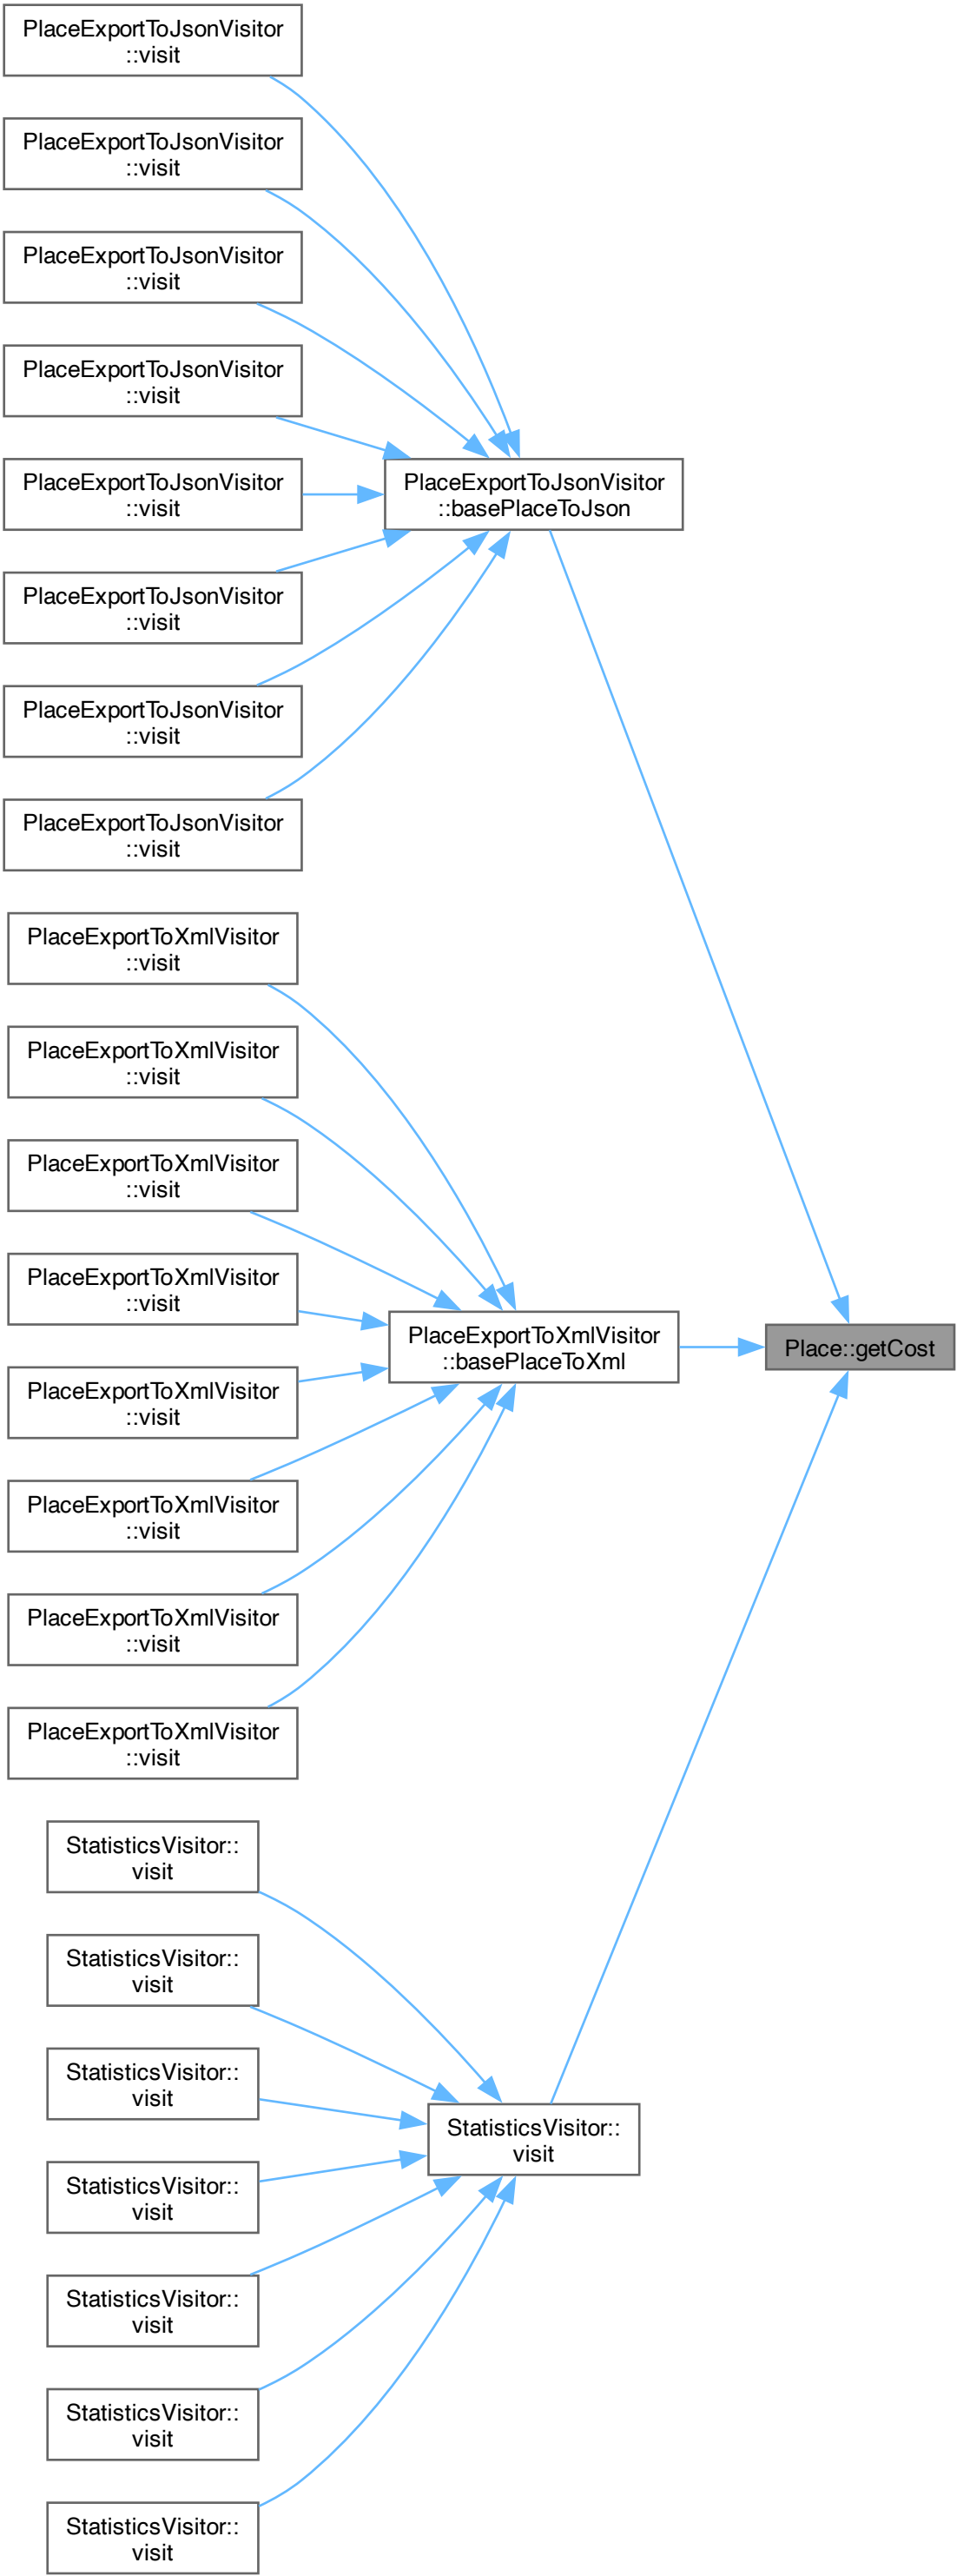 PlaceExportToJsonVisitor
::visit
PlaceExportToJsonVisitor
::visit
PlaceExportToJsonVisitor
::visit
PlaceExportToJsonVisitor
::visit
PlaceExportToJsonVisitor
::visit
PlaceExportToJsonVisitor
::visit
PlaceExportToJsonVisitor
::visit
PlaceExportToJsonVisitor
::visit
PlaceExportToJsonVisitor
::basePlaceToJson
PlaceExportToXmlVisitor
::visit
PlaceExportToXmlVisitor
::visit
PlaceExportToXmlVisitor
::visit
PlaceExportToXmlVisitor
::visit
PlaceExportToXmlVisitor
::visit
PlaceExportToXmlVisitor
::visit
PlaceExportToXmlVisitor
::visit
PlaceExportToXmlVisitor
::visit
PlaceExportToXmlVisitor
::basePlaceToXml
Place::getCost
StatisticsVisitor::
visit
StatisticsVisitor::
visit
StatisticsVisitor::
visit
StatisticsVisitor::
visit
StatisticsVisitor::
visit
StatisticsVisitor::
visit
StatisticsVisitor::
visit
StatisticsVisitor::
visit